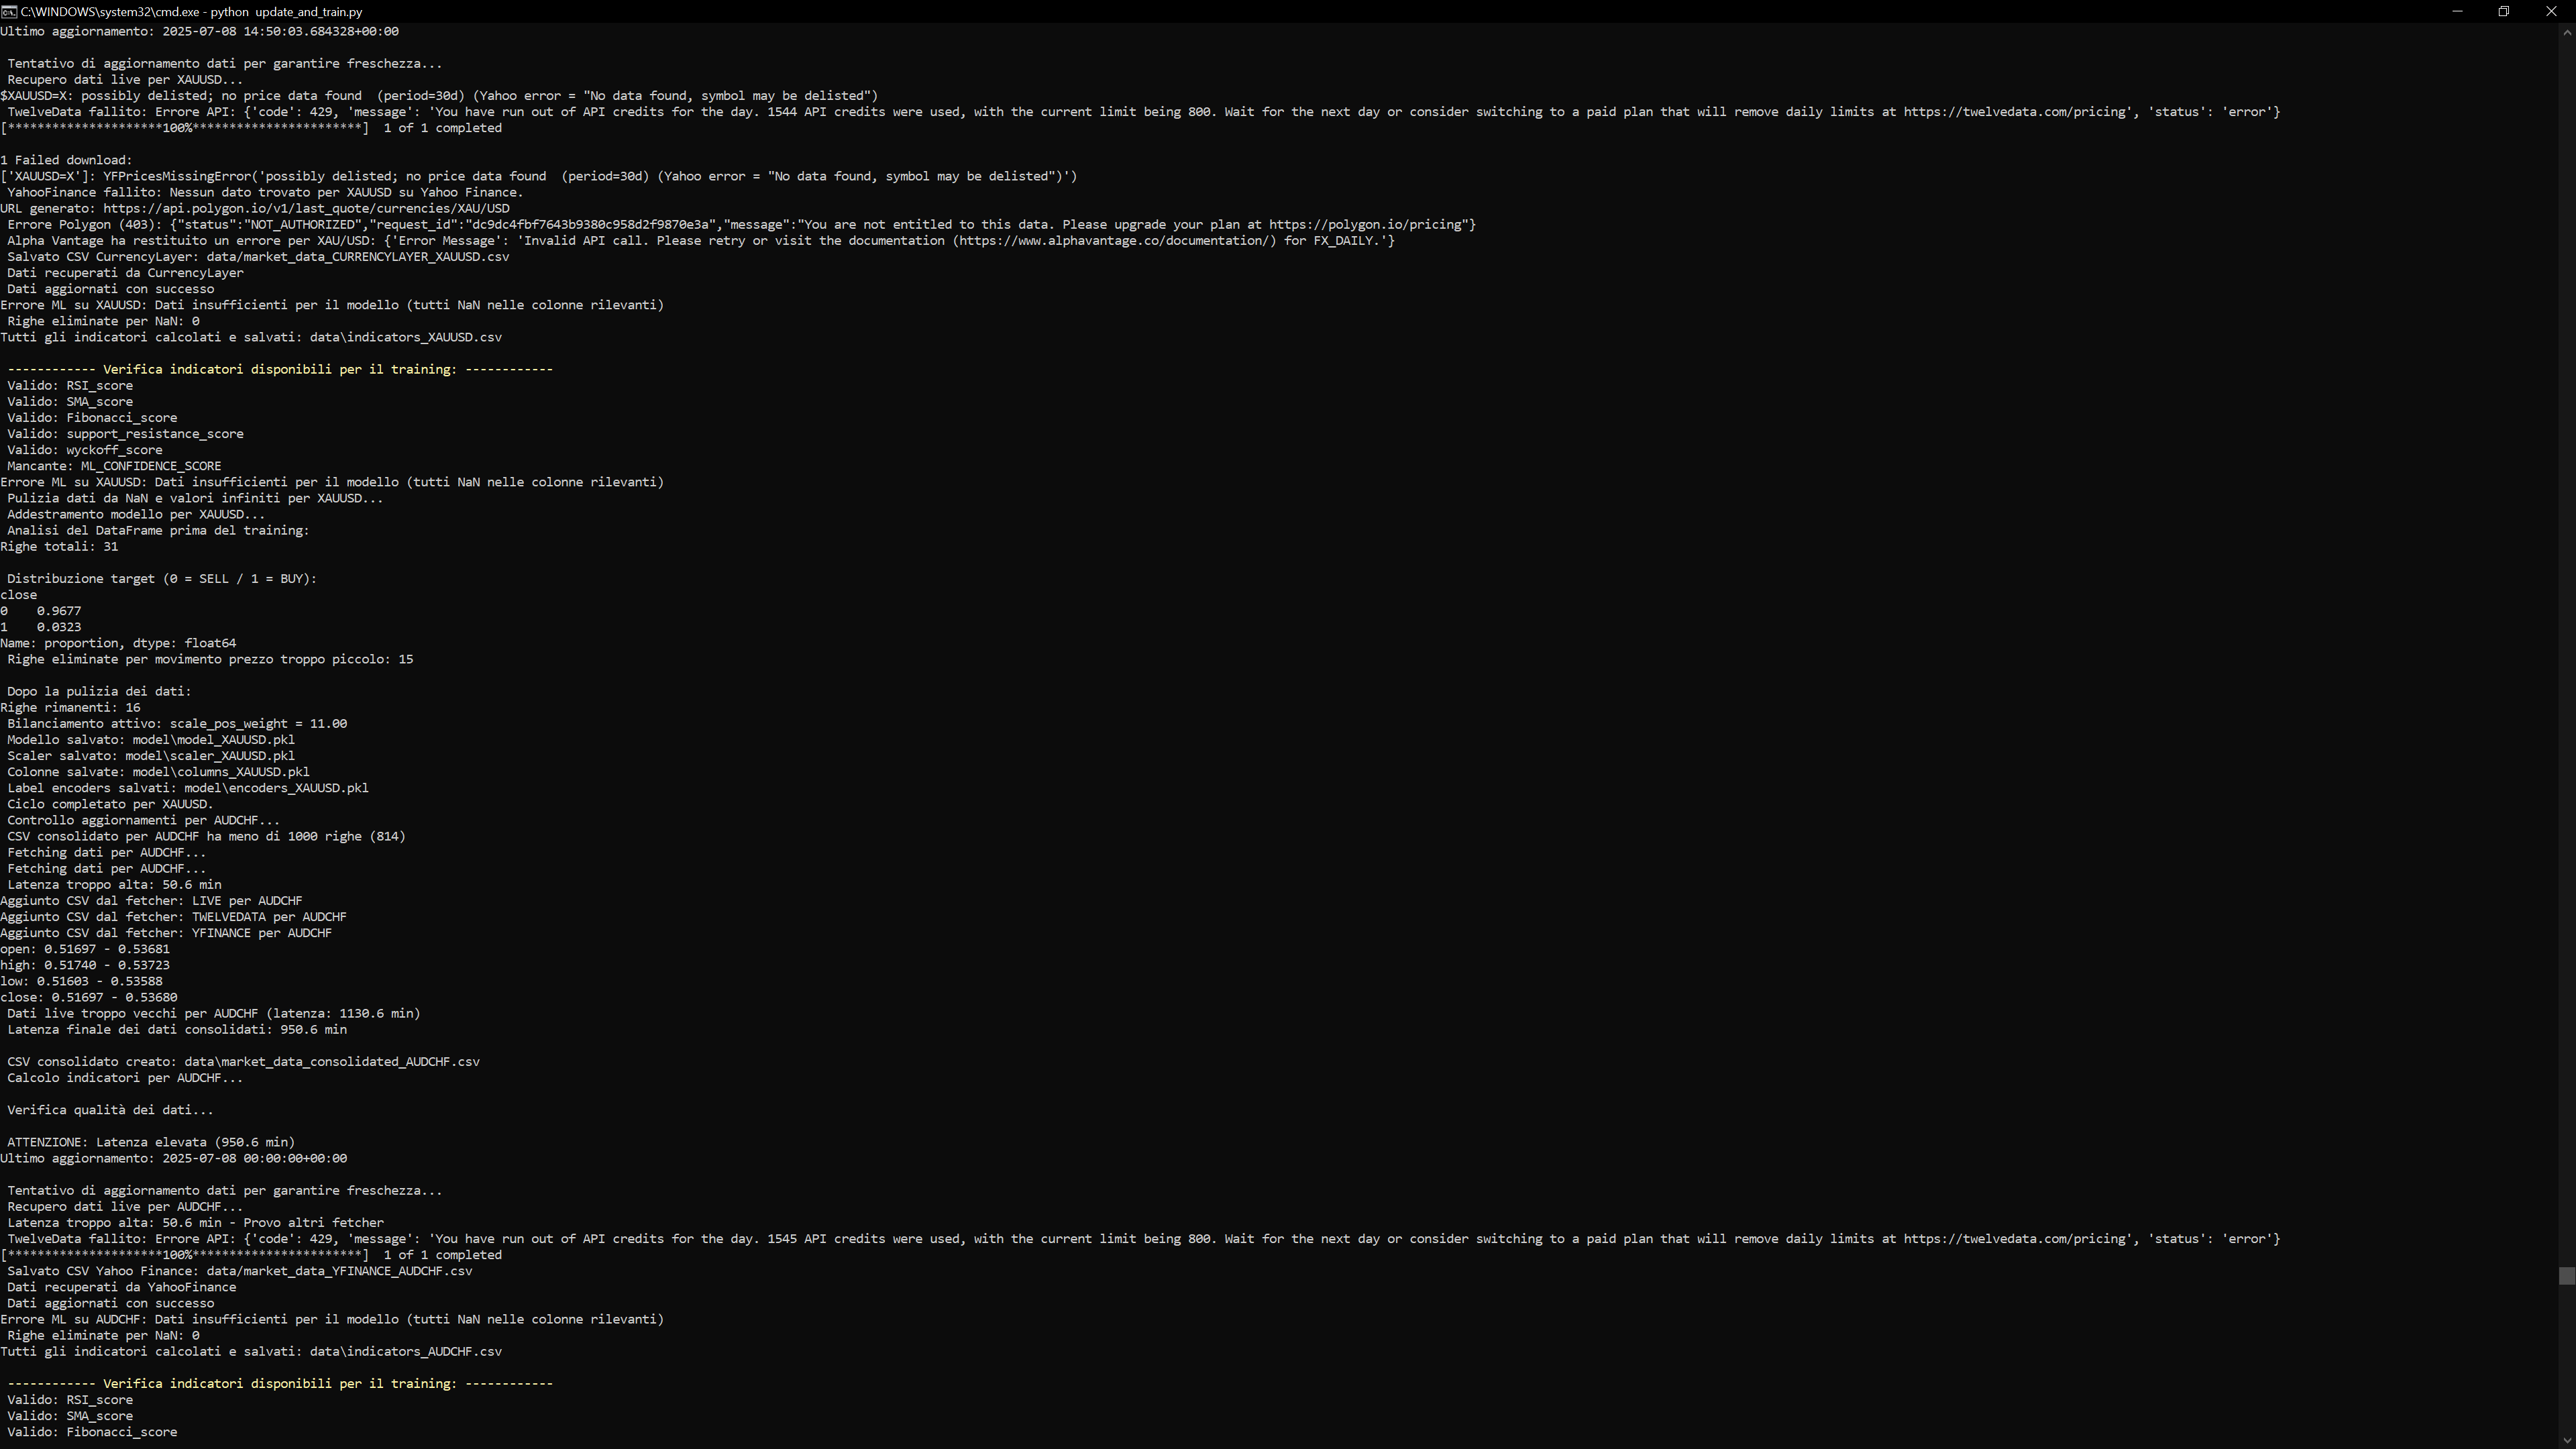 C:\WINDOWS\system32\cmd.exe - python  update_and_train.py
Ultimo aggiornamento: 2025-07-08 14:50:03.684328+00:00
Tentativo di aggiornamento dati per garantire freschezza...
Recupero dati live per XAUUSD...
$XAUUSD=X: possibly delisted; no price data found  (period=30d) (Yahoo error = "No data found, symbol may be delisted")
TwelveData fallito: Errore API: {'code': 429, 'message': 'You have run out of API credits for the day. 1544 API credits were used, with the current limit being 800. Wait for the next day or consider switching to a paid plan that will remove daily limits at https://twelvedata.com/pricing', 'status': 'error'}
[*********************100%***********************]  1 of 1 completed
1 Failed download:
['XAUUSD=X']: YFPricesMissingError('possibly delisted; no price data found  (period=30d) (Yahoo error = "No data found, symbol may be delisted")')
YahooFinance fallito: Nessun dato trovato per XAUUSD su Yahoo Finance.
URL generato: https://api.polygon.io/v1/last_quote/currencies/XAU/USD
Errore Polygon (403): {"status":"NOT_AUTHORIZED","request_id":"dc9dc4fbf7643b9380c958d2f9870e3a","message":"You are not entitled to this data. Please upgrade your plan at https://polygon.io/pricing"}
Alpha Vantage ha restituito un errore per XAU/USD: {'Error Message': 'Invalid API call. Please retry or visit the documentation (https://www.alphavantage.co/documentation/) for FX_DAILY.'}
Salvato CSV CurrencyLayer: data/market_data_CURRENCYLAYER_XAUUSD.csv
Dati recuperati da CurrencyLayer
Dati aggiornati con successo
Errore ML su XAUUSD: Dati insufficienti per il modello (tutti NaN nelle colonne rilevanti)
Righe eliminate per NaN: 0
Tutti gli indicatori calcolati e salvati: data\indicators_XAUUSD.csv
------------ Verifica indicatori disponibili per il training: ------------
Valido: RSI_score
Valido: SMA_score
Valido: Fibonacci_score
Valido: support_resistance_score
Valido: wyckoff_score
Mancante: ML_CONFIDENCE_SCORE
Errore ML su XAUUSD: Dati insufficienti per il modello (tutti NaN nelle colonne rilevanti)
Pulizia dati da NaN e valori infiniti per XAUUSD...
Addestramento modello per XAUUSD...
Analisi del DataFrame prima del training:
Righe totali: 31
Distribuzione target (0 = SELL / 1 = BUY):
close
0    0.9677
1    0.0323
Name: proportion, dtype: float64
Righe eliminate per movimento prezzo troppo piccolo: 15
Dopo la pulizia dei dati:
Righe rimanenti: 16
Bilanciamento attivo: scale_pos_weight = 11.00
Modello salvato: model\model_XAUUSD.pkl
Scaler salvato: model\scaler_XAUUSD.pkl
Colonne salvate: model\columns_XAUUSD.pkl
Label encoders salvati: model\encoders_XAUUSD.pkl
Ciclo completato per XAUUSD.
Controllo aggiornamenti per AUDCHF...
CSV consolidato per AUDCHF ha meno di 1000 righe (814)
Fetching dati per AUDCHF...
Fetching dati per AUDCHF...
Latenza troppo alta: 50.6 min
Aggiunto CSV dal fetcher: LIVE per AUDCHF
Aggiunto CSV dal fetcher: TWELVEDATA per AUDCHF
Aggiunto CSV dal fetcher: YFINANCE per AUDCHF
open: 0.51697 - 0.53681
high: 0.51740 - 0.53723
low: 0.51603 - 0.53588
close: 0.51697 - 0.53680
Dati live troppo vecchi per AUDCHF (latenza: 1130.6 min)
Latenza finale dei dati consolidati: 950.6 min
CSV consolidato creato: data\market_data_consolidated_AUDCHF.csv
Calcolo indicatori per AUDCHF...
Verifica qualità dei dati...
ATTENZIONE: Latenza elevata (950.6 min)
Ultimo aggiornamento: 2025-07-08 00:00:00+00:00
Tentativo di aggiornamento dati per garantire freschezza...
Recupero dati live per AUDCHF...
Latenza troppo alta: 50.6 min - Provo altri fetcher
TwelveData fallito: Errore API: {'code': 429, 'message': 'You have run out of API credits for the day. 1545 API credits were used, with the current limit being 800. Wait for the next day or consider switching to a paid plan that will remove daily limits at https://twelvedata.com/pricing', 'status': 'error'}
[*********************100%***********************]  1 of 1 completed
Salvato CSV Yahoo Finance: data/market_data_YFINANCE_AUDCHF.csv
Dati recuperati da YahooFinance
Dati aggiornati con successo
Errore ML su AUDCHF: Dati insufficienti per il modello (tutti NaN nelle colonne rilevanti)
Righe eliminate per NaN: 0
Tutti gli indicatori calcolati e salvati: data\indicators_AUDCHF.csv
------------ Verifica indicatori disponibili per il training: ------------
Valido: RSI_score
Valido: SMA_score
Valido: Fibonacci_score